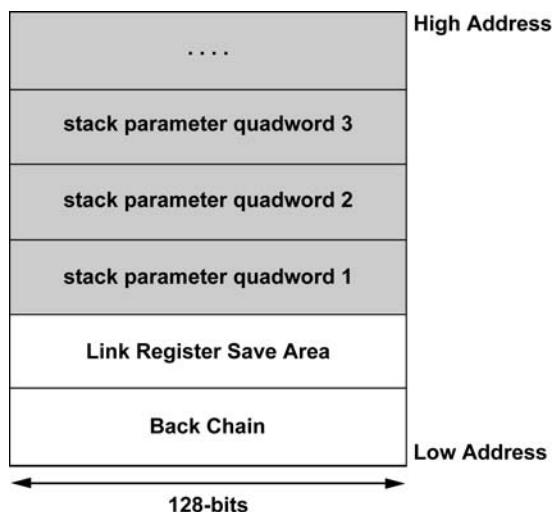 High Address
. . . .
stack parameter quadword 3
stack parameter quadword 2
stack parameter quadword 1
Link Register Save Area
Back Chain
Low Address
128-bits